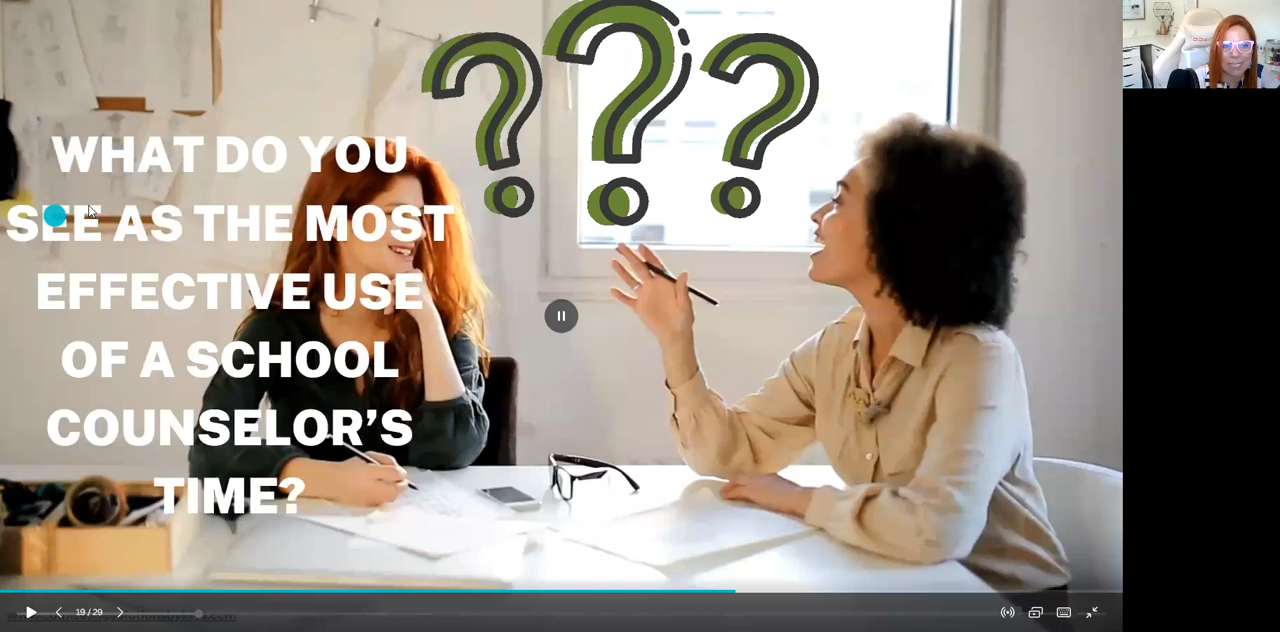 WHAT DO YOU
SEE AS THE MOST
EFFECTIVE USE
OF A SCHOOL
COUNSELOR’S
TIME?
???
19 / 29